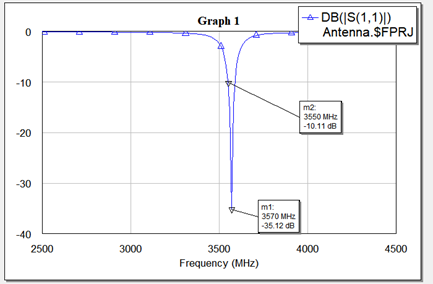 Graph 1
DB(|S(1,1)|)
Antenna.$FPRJ
0
-10
-20
-30
-40
m2:
3550 MHz
-10.11 dB
m1:
3570 MHz
-35.12 dB
2500
3000
3500
4000
4500
Frequency (MHz)